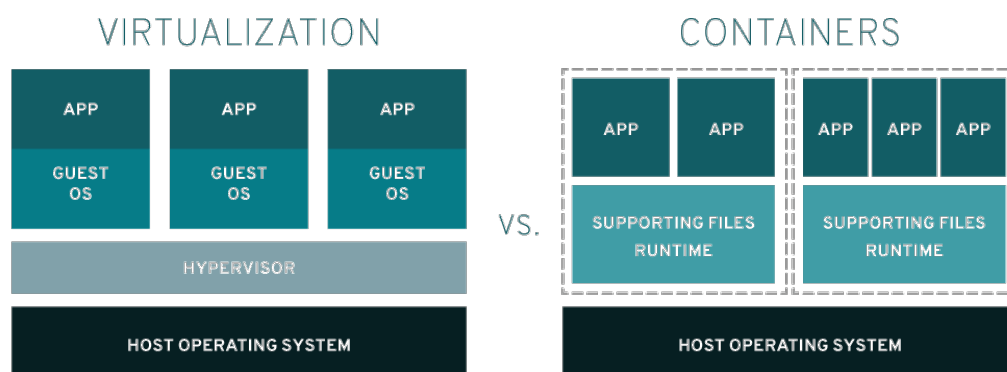 VIRTUALIZATION
APP
APP
APP
GUEST
OS
GUEST
OS
GUEST
OS
HYPERVISOR
HOST OPERATING SYSTEM
VS.
CONTAINERS
APP
APP
APP
APP
APP
SUPPORTING FILES
RUNTIME
SUPPORTING FILES
RUNTIME
HOST OPERATING SYSTEM